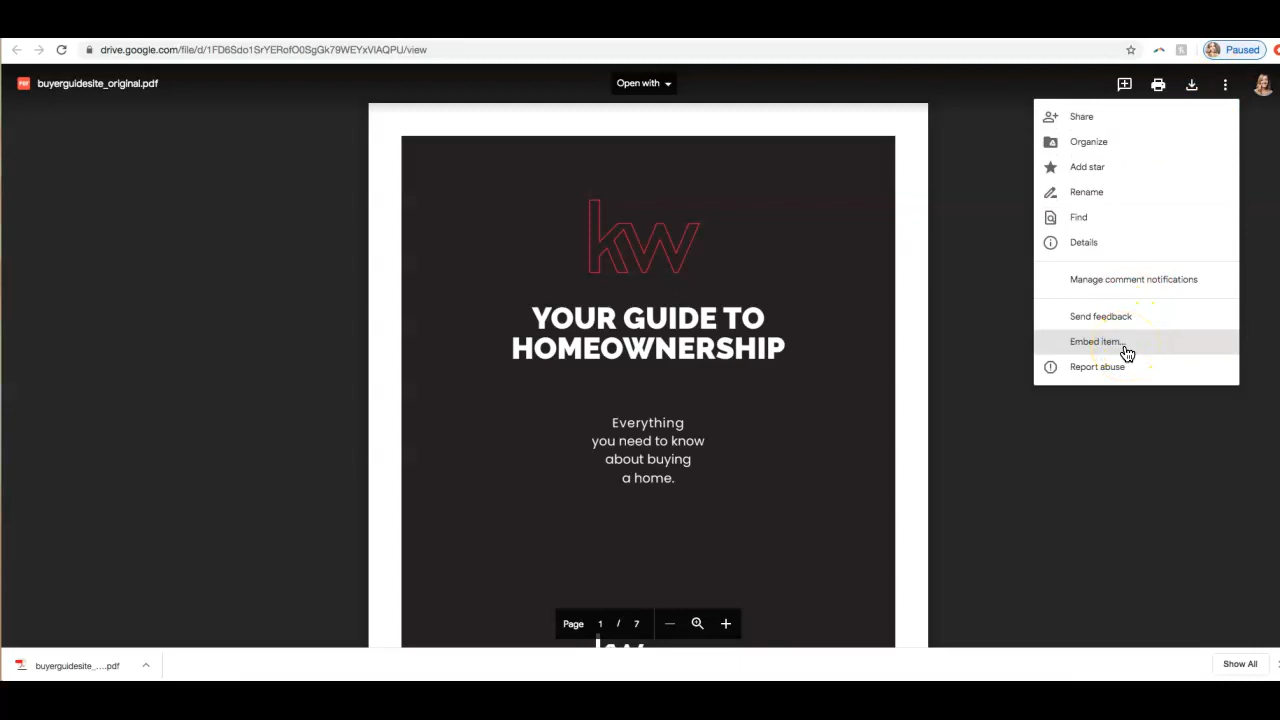 drive.google.com/file/d/1FD6Sdo1SrYERofO0SgGk79WEYxVlAQPU/view
Paused
buyerguidesite_original.pdf
Open with
Share
Organize
Add star
Rename
Find
Details
Manage comment notifications
Send feedback
Embed item...
Report abuse
kw
YOUR GUIDE TO
HOMEOWNERSHIP
Everything
you need to know
about buying
a home.
Page 1 / 7
buyerguidesite_....pdf
Show All